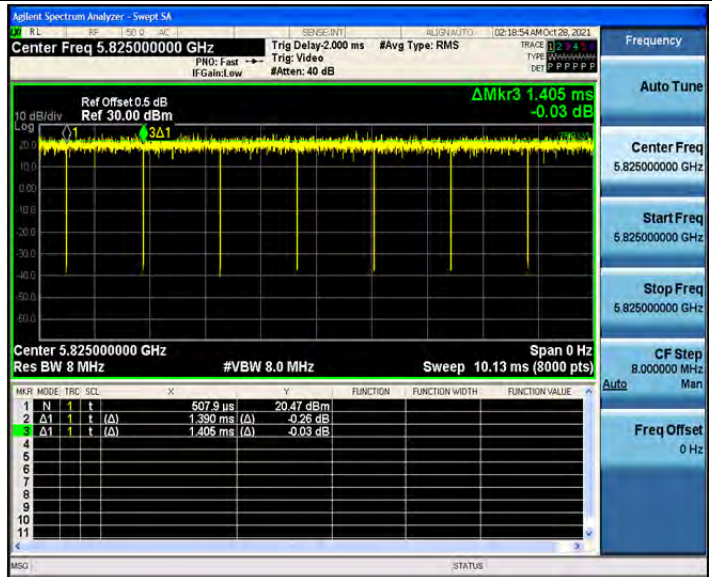 Agilent Spectrum Analyzer - Swept SA
RL RF 50 Ω AC SENSE:INT ALIGNAUTO 02:18:54 AM Oct 28, 2021
Center Freq 5.825000000 GHz
PNO: Fast
IFGain:Low
Trig Delay-2.000 ms
Trig: Video
#Atten: 40 dB
#Avg Type: RMS
TRACE 1 2 3 4 5 6
TYPE
DET P P P P P P
Frequency
ΔMkr3 1.405 ms
-0.03 dB
Ref Offset 0.5 dB
Ref 30.00 dBm
10 dB/div
Log
1
3Δ1
20.0
10.0
0.00
-10.0
-20.0
-30.0
-40.0
-50.0
-60.0
Center 5.825000000 GHz
Span 0 Hz
Res BW 8 MHz
#VBW 8.0 MHz
Sweep 10.13 ms (8000 pts)
MKR MODE TRC SCL X Y FUNCTION FUNCTION WIDTH FUNCTION VALUE
1 N 1 t 507.9 µs 20.47 dBm
2 Δ1 1 t (Δ) 1.390 ms (Δ) -0.26 dB
3 Δ1 1 t (Δ) 1.405 ms (Δ) -0.03 dB
4
5
6
7
8
9
10
11
Auto Tune
Center Freq
5.825000000 GHz
Start Freq
5.825000000 GHz
Stop Freq
5.825000000 GHz
CF Step
8.000000 MHz
Auto Man
Freq Offset
0 Hz
MSG
STATUS